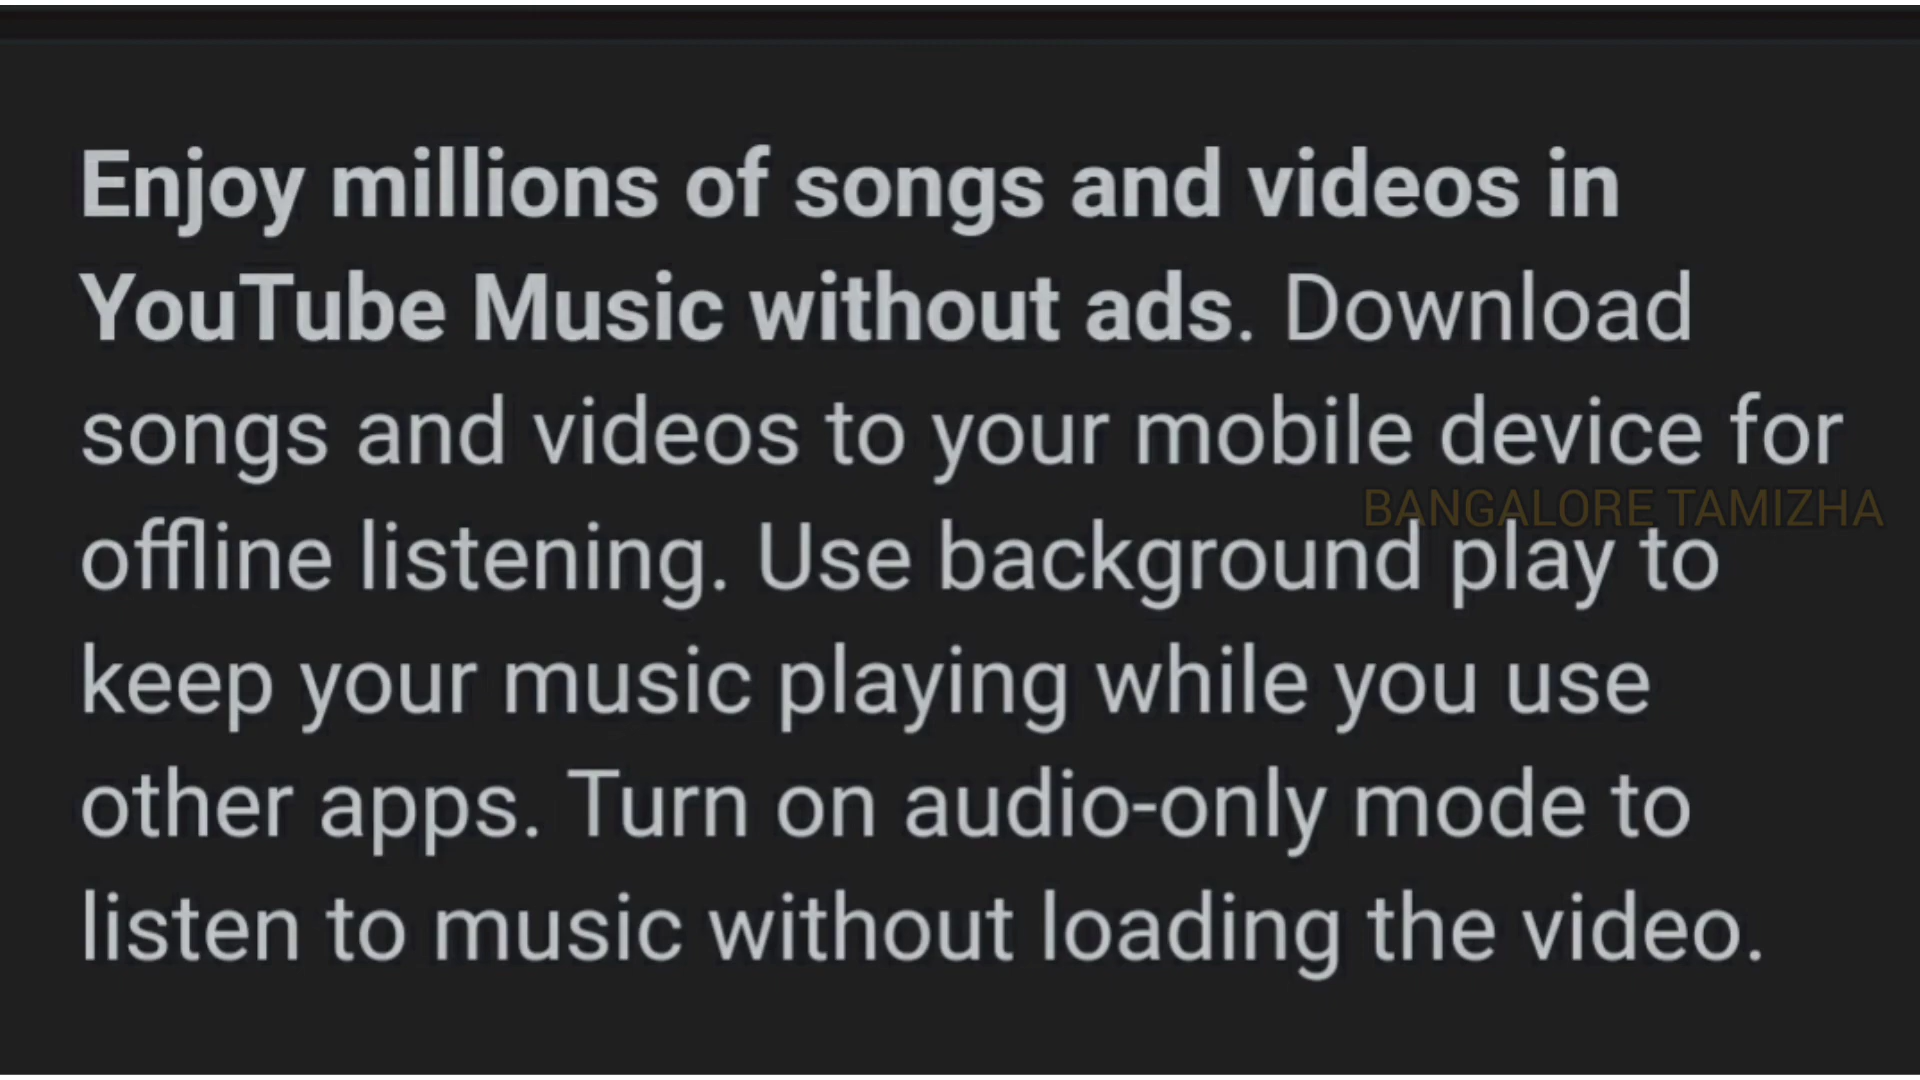 Enjoy millions of songs and videos in
YouTube Music without ads. Download
songs and videos to your mobile device for
BANGALORE TAMIZHA
offline listening. Use background play to
keep your music playing while you use
other apps. Turn on audio-only mode to
listen to music without loading the video.